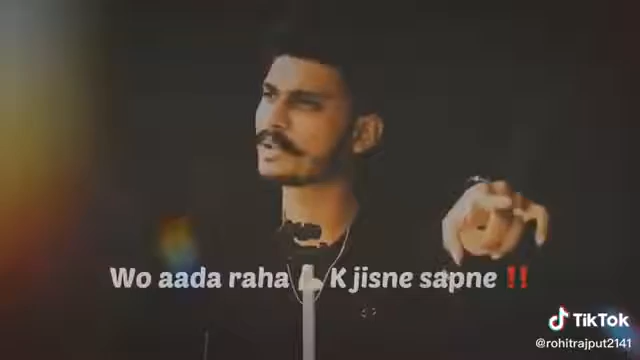 Wo aada raha K jisne sapne ‼️
TikTok
@rohitrajput2141